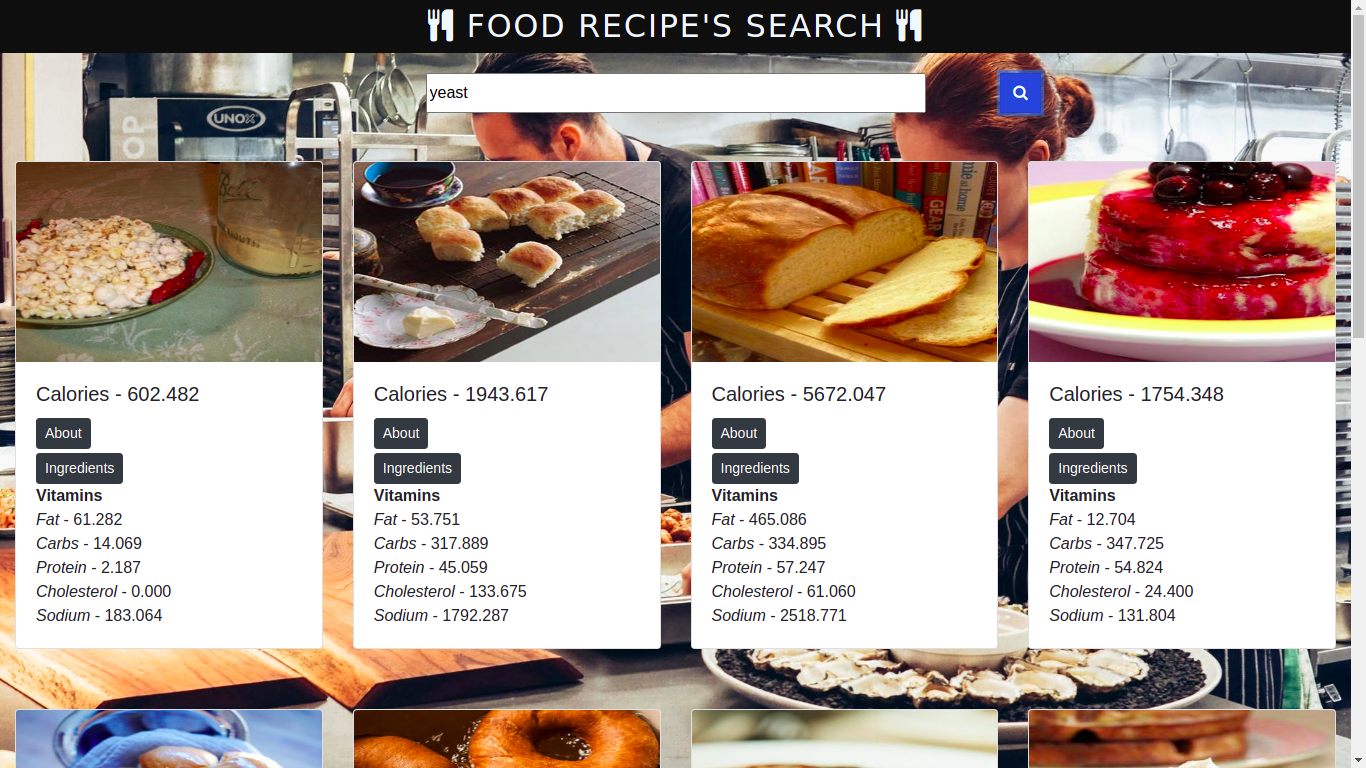 FOOD RECIPE'S SEARCH
yeast
UNOX
Calories - 602.482
About
Ingredients
Vitamins
Fat - 61.282
Carbs - 14.069
Protein - 2.187
Cholesterol - 0.000
Sodium - 183.064
Calories - 1943.617
About
Ingredients
Vitamins
Fat - 53.751
Carbs - 317.889
Protein - 45.059
Cholesterol - 133.675
Sodium - 1792.287
Calories - 5672.047
About
Ingredients
Vitamins
Fat - 465.086
Carbs - 334.895
Protein - 57.247
Cholesterol - 61.060
Sodium - 2518.771
Calories - 1754.348
About
Ingredients
Vitamins
Fat - 12.704
Carbs - 347.725
Protein - 54.824
Cholesterol - 24.400
Sodium - 131.804